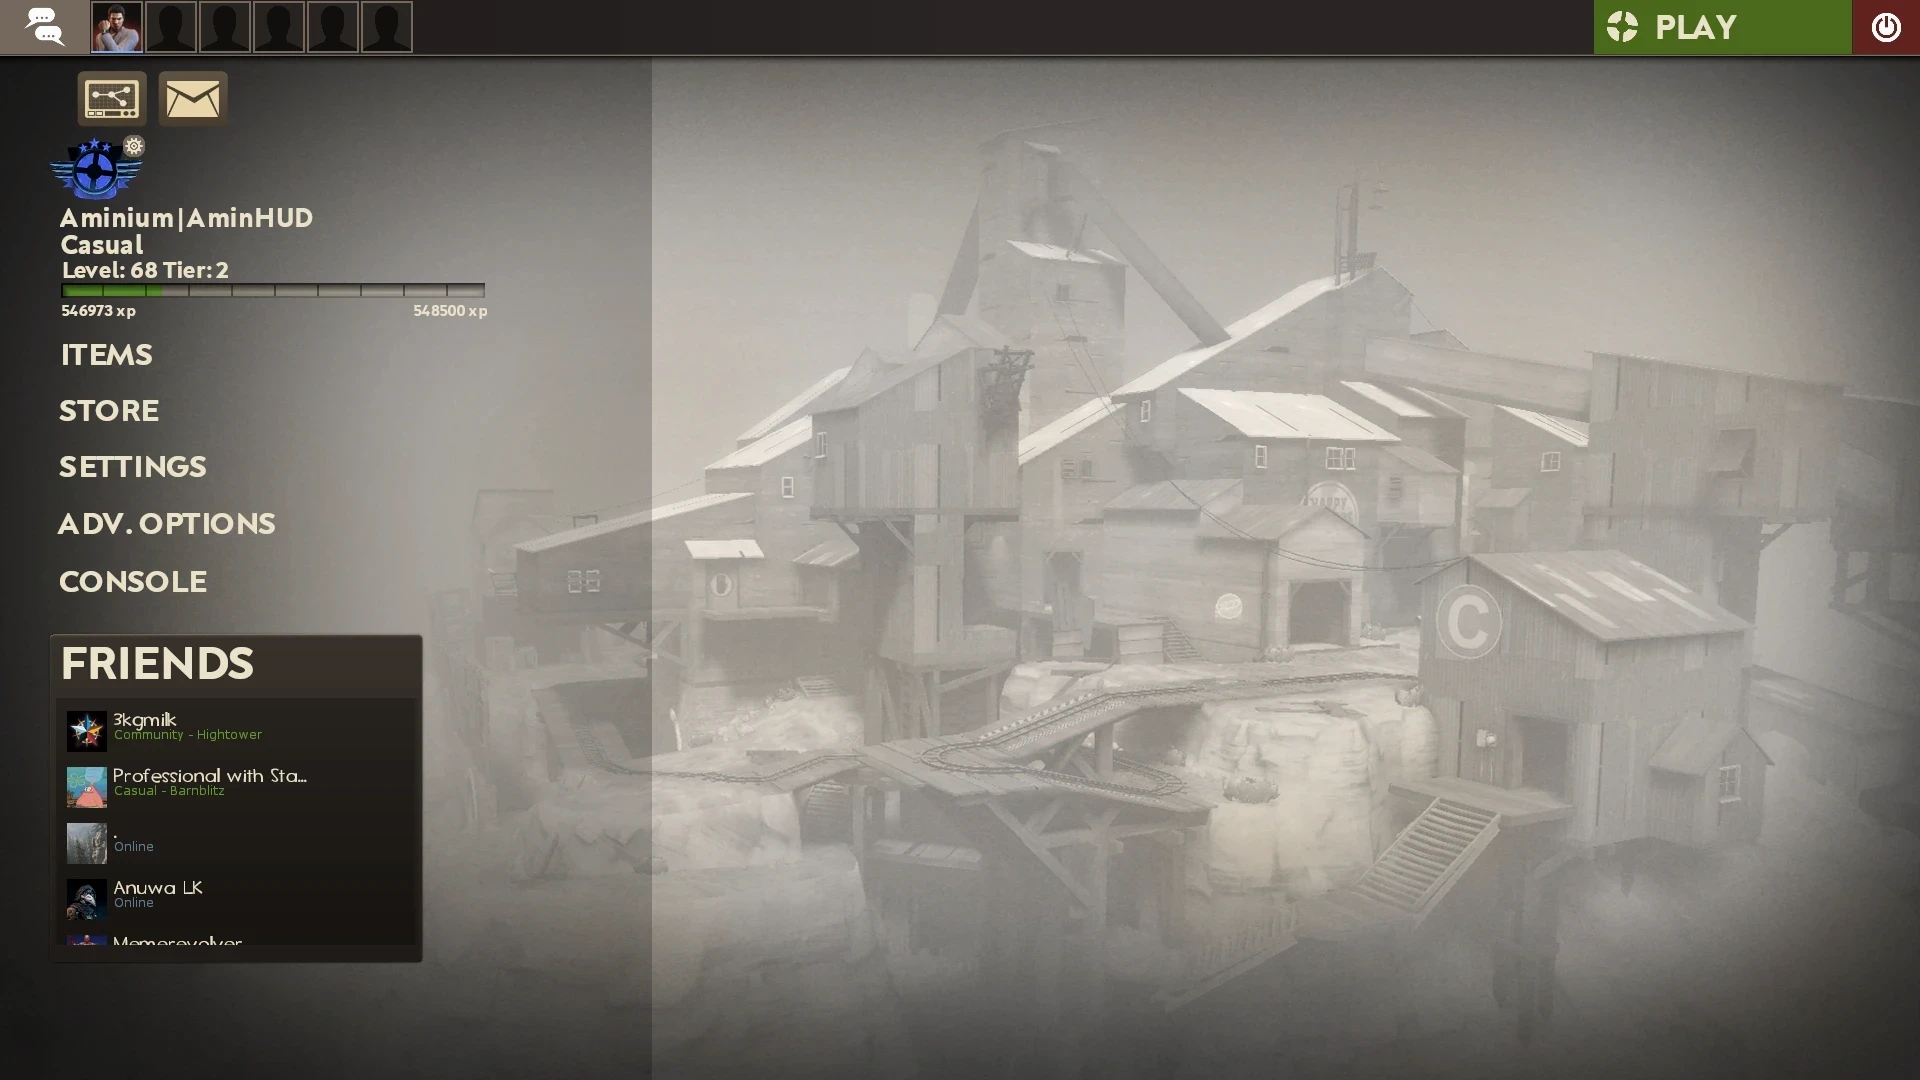 PLAY
Aminium|AminHUD
Casual
Level: 68 Tier: 2
546973 xp
548500 xp
ITEMS
STORE
SETTINGS
ADV. OPTIONS
CONSOLE
FRIENDS
3kgmilk
Community - Hightower
Professional with Sta...
Casual - Barnblitz
.
Online
Anuwa LK
Online
Memerevolver
C